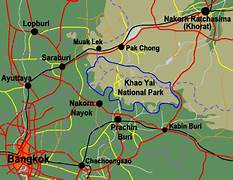 Nakorn Ratchasima
(Khorat)
Lopburi
Muak Lek
Pak Chong
Saraburi
Ayuttaya
Khao Yai
National Park
Nakorn
Nayok
Prachin
Buri
Kabin Buri
Bangkok
Chachoengsao